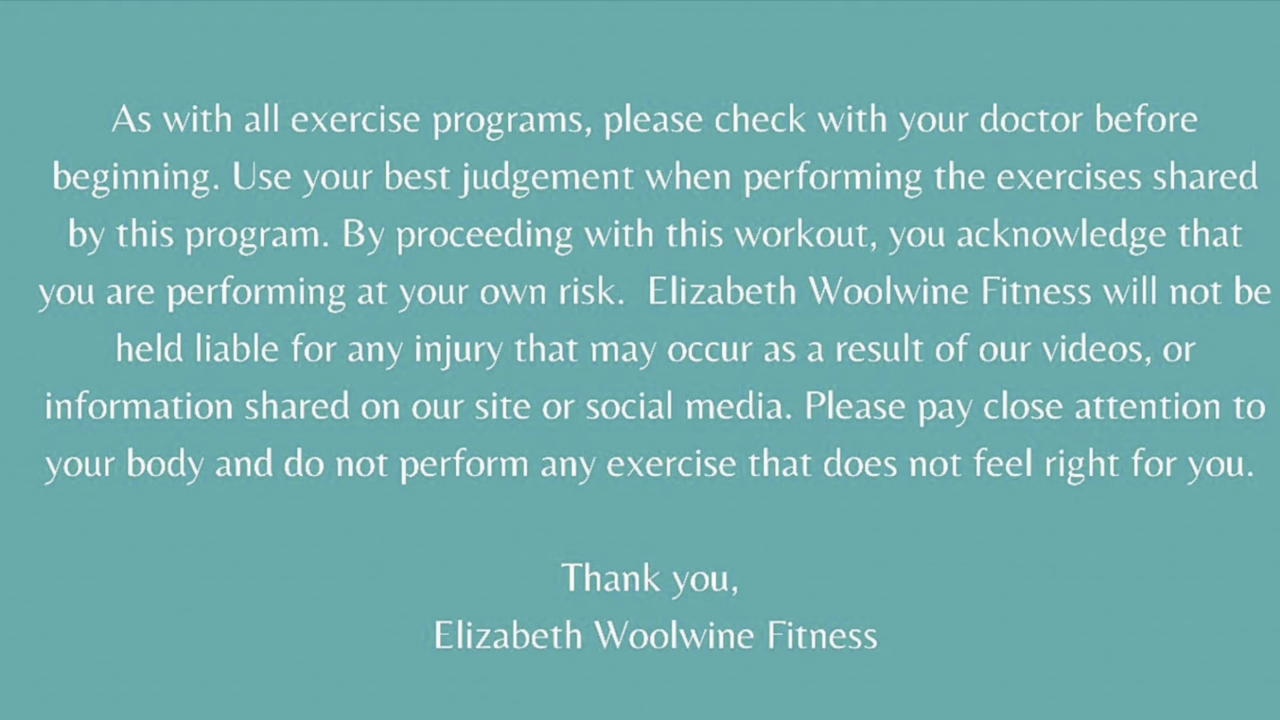 As with all exercise programs, please check with your doctor before
beginning. Use your best judgement when performing the exercises shared
by this program. By proceeding with this workout, you acknowledge that
you are performing at your own risk.  Elizabeth Woolwine Fitness will not be
held liable for any injury that may occur as a result of our videos, or
information shared on our site or social media. Please pay close attention to
your body and do not perform any exercise that does not feel right for you.
Thank you,
Elizabeth Woolwine Fitness